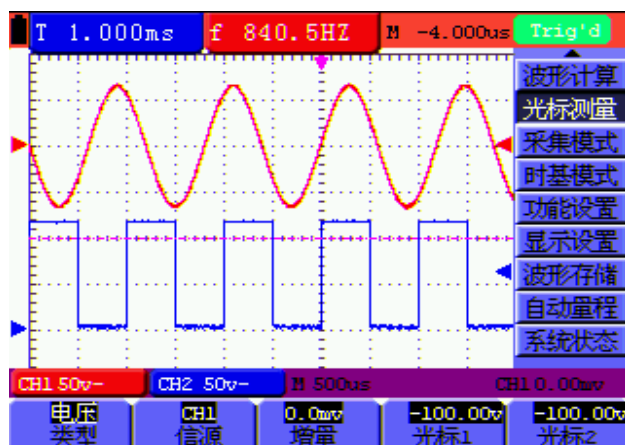 T 1.000ms f 840.5HZ M -4.000us Trig'd
波形计算
光标测量
采集模式
时基模式
功能设置
显示设置
波形存储
自动量程
系统状态
CH1 50v- CH2 50v- M 500us CH1 0.00mv
电压 CH1 0.0mv -100.00v -100.00v
类型 信源 增量 光标1 光标2